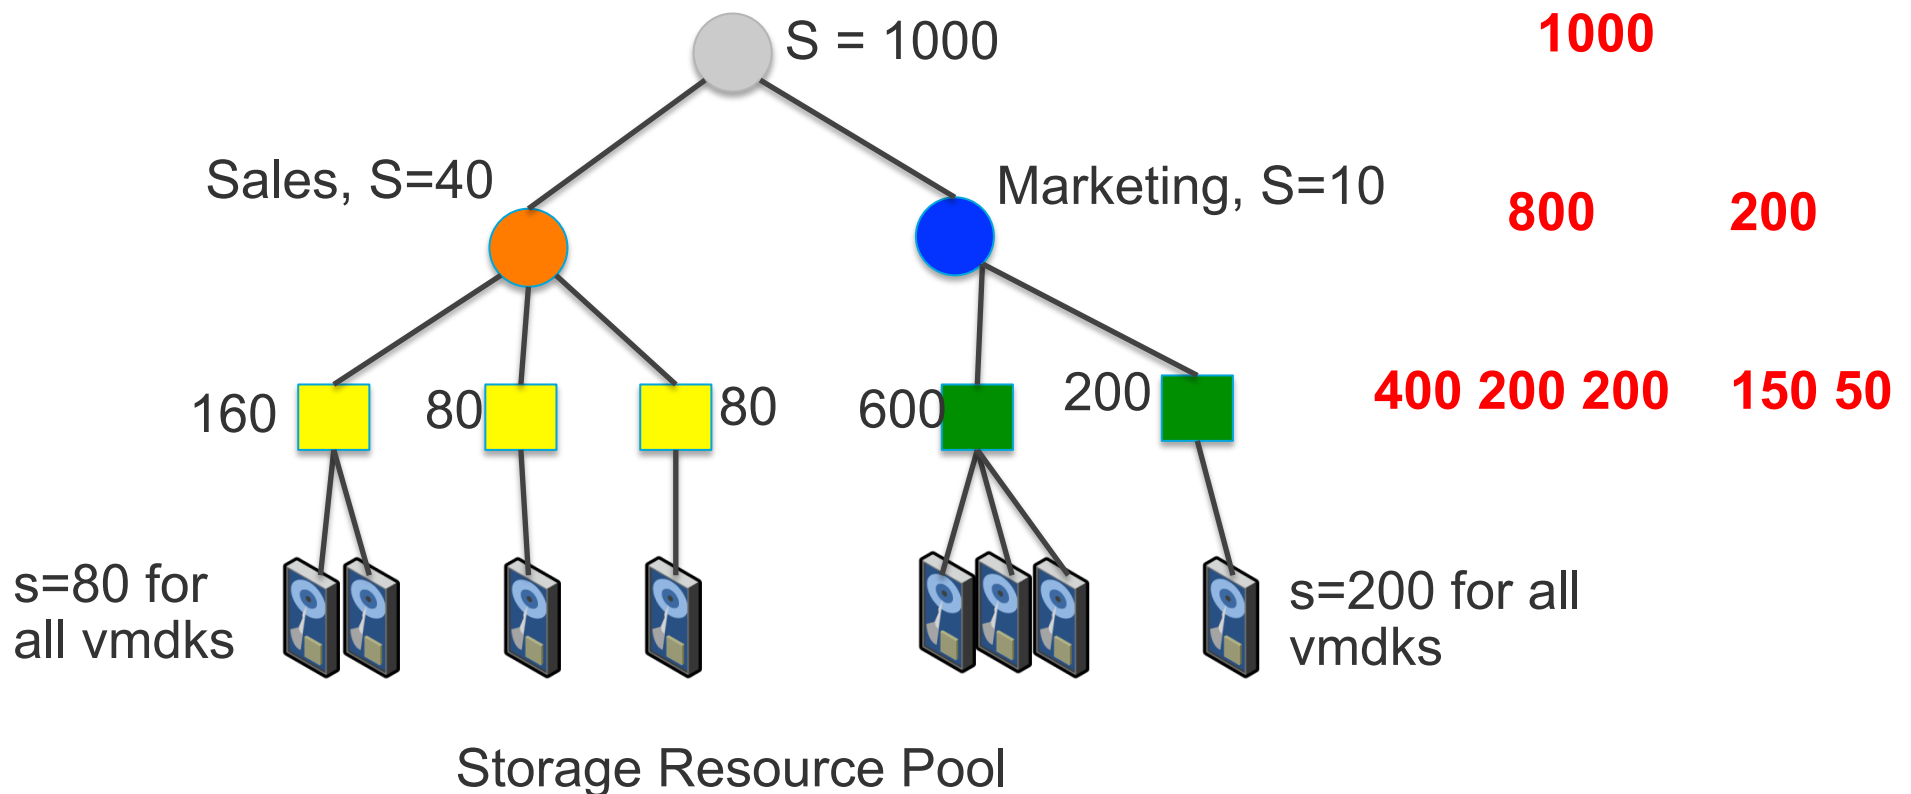 S = 1000
1000
Sales, S=40
Marketing, S=10
800 200
160 80 80 600 200
400 200 200 150 50
s=80 for
all vmdks
s=200 for all
vmdks
Storage Resource Pool